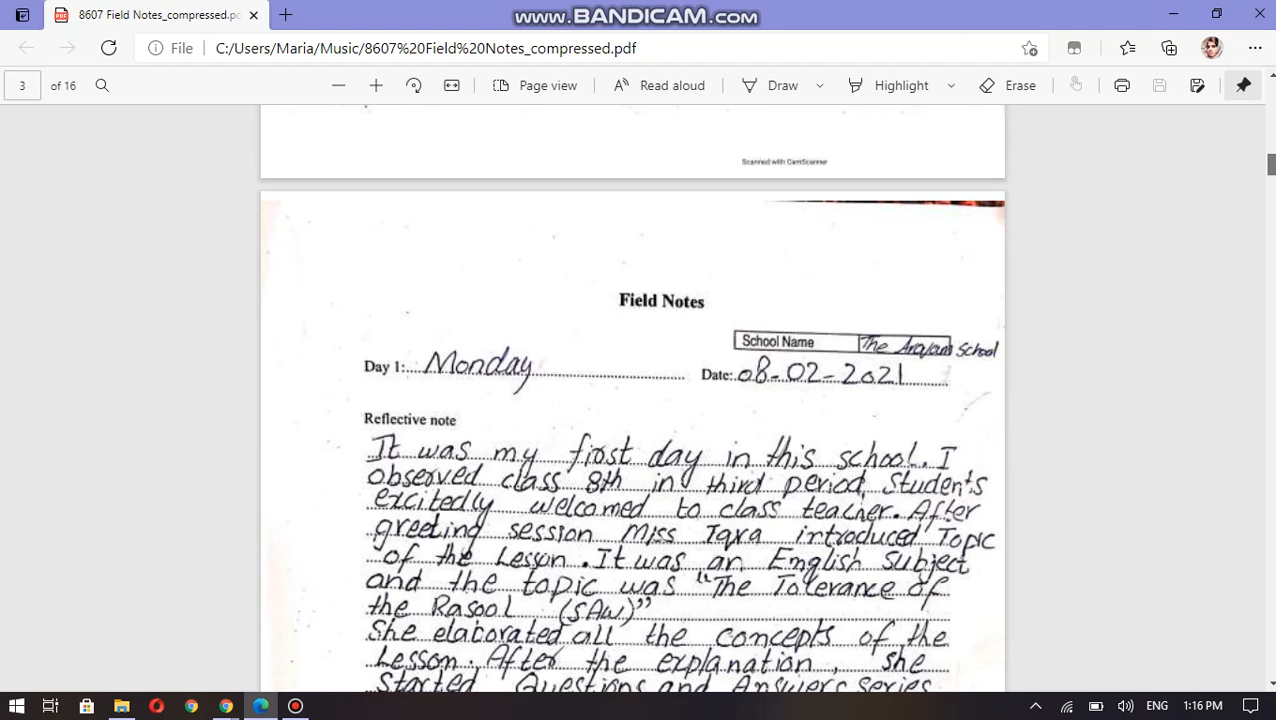 8607 Field Notes_compressed.pd
www.BANDICAM.com
File
C:/Users/Maria/Music/8607%20Field%20Notes_compressed.pdf
3 of 16
Page view
Read aloud
Draw
Highlight
Erase
Scanned with CamScanner
Field Notes
School Name The School
Day 1: Monday Date: 08-02-2021
Reflective note
It was my first day in this school. I
observed class 8th in third period, Students
excitedly welcomed to class teacher. After
greeting session Miss Iqra introduced Topic
of the Lesson. It was an English Subject
and the topic was "The Tolerance of
the Rasool (SAW)"
She elaborated all the concepts of the
Lesson. After the explanation, she
Started Questions and Answers series
ENG 1:16 PM